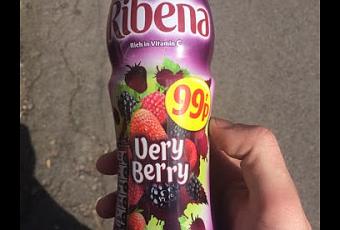 Ribena
Rich in Vitamin C
99p
Very
Berry